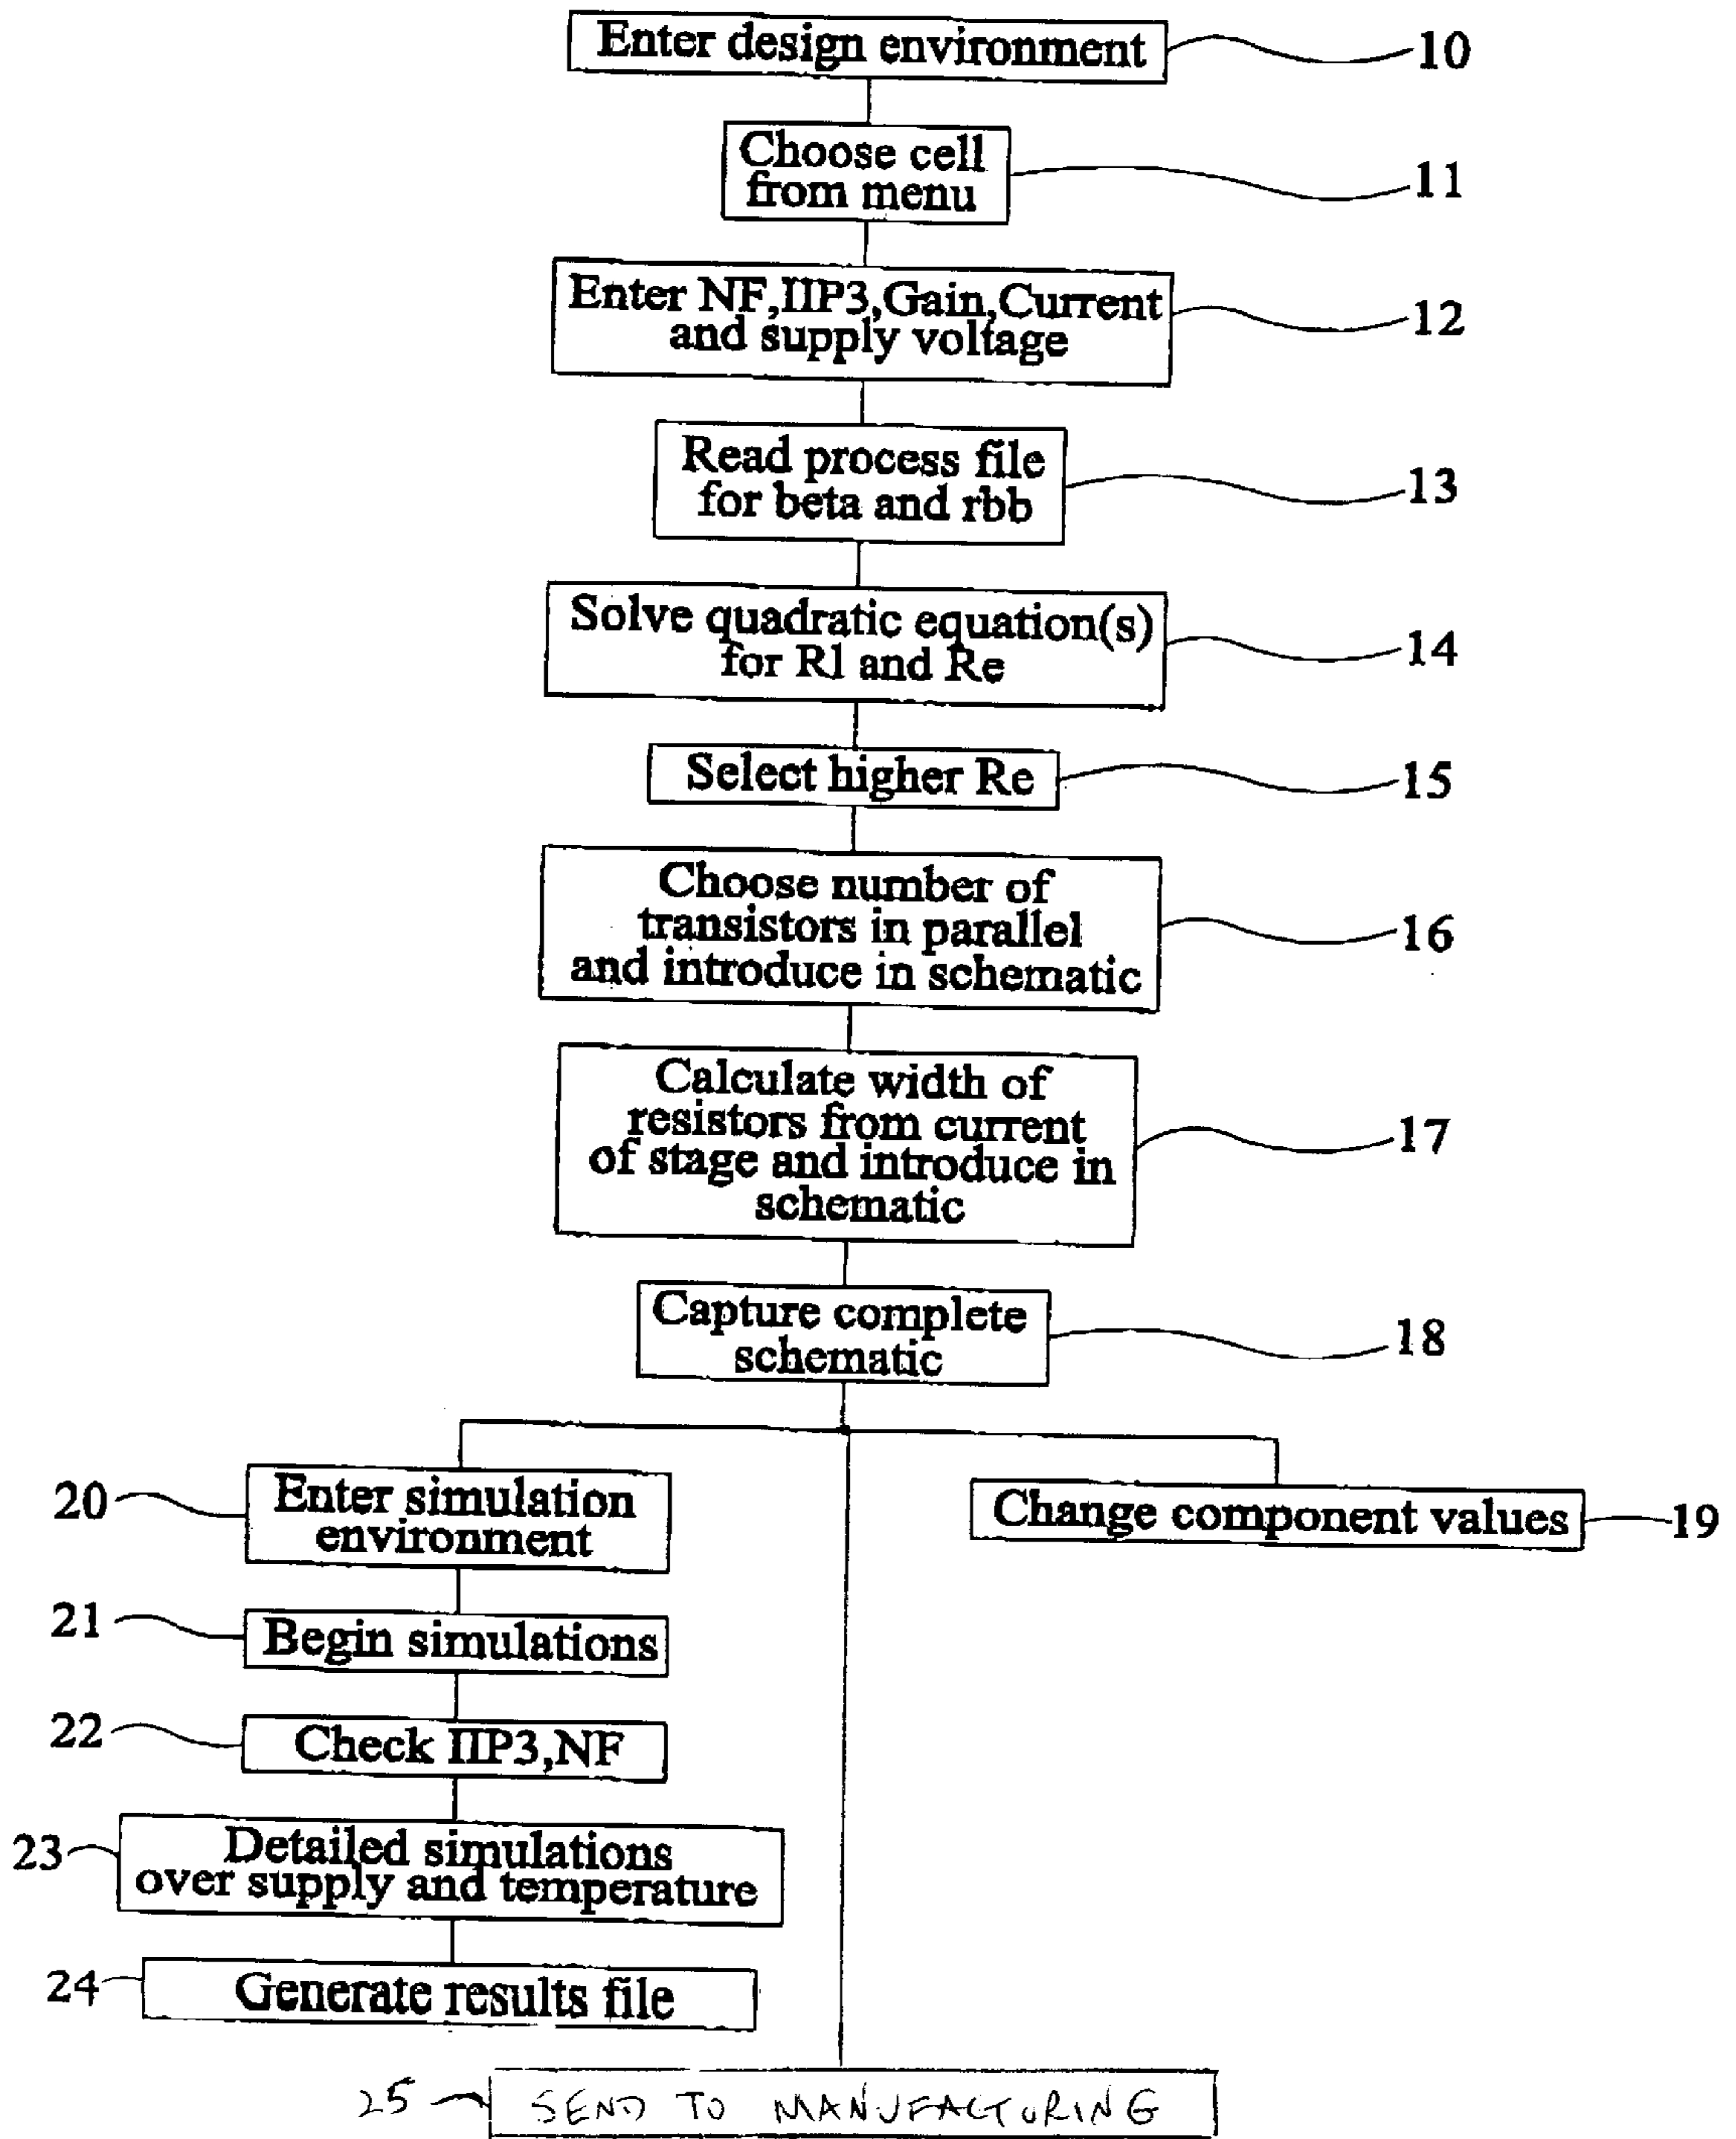 Enter design environment
10
Choose cell
from menu
11
Enter NF,IIP3,Gain,Current
and supply voltage
12
Read process file
for beta and rbb
13
Solve quadratic equation(s)
for Rl and Re
14
Select higher Re
15
Choose number of
transistors in parallel
and introduce in schematic
16
Calculate width of
resistors from current
of stage and introduce in
schematic
17
Capture complete
schematic
18
20
Enter simulation
environment
Change component values
19
21
Begin simulations
22
Check IIP3,NF
23
Detailed simulations
over supply and temperature
24
Generate results file
25
SEND TO MANUFACTURING